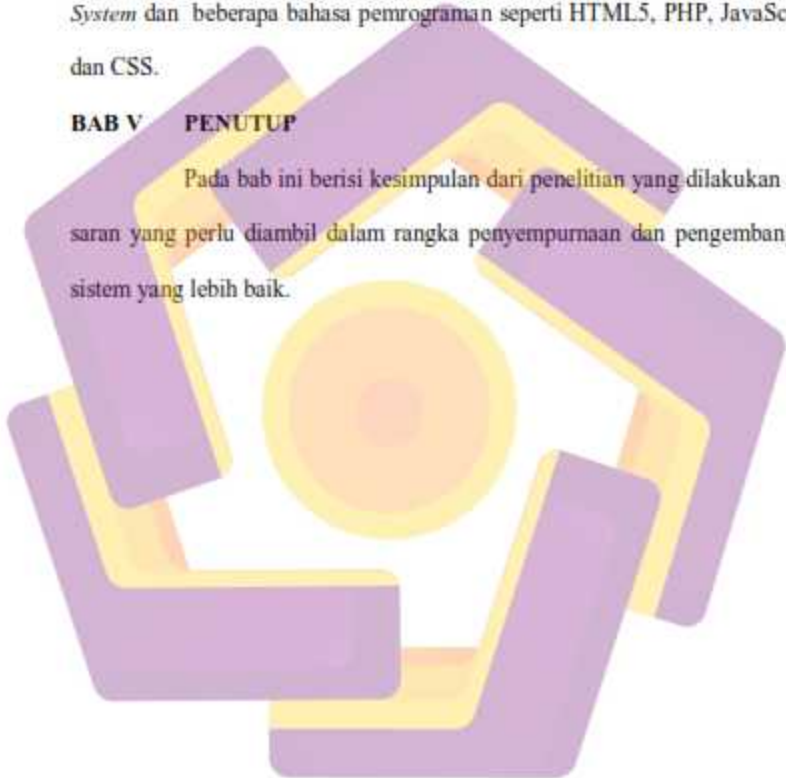 System dan beberapa bahasa pemrograman seperti HTML5, PHP, JavaSc
dan CSS.
BAB V PENUTUP
Pada bab ini berisi kesimpulan dari penelitian yang dilakukan
saran yang perlu diambil dalam rangka penyempurnaan dan pengemban
sistem yang lebih baik.